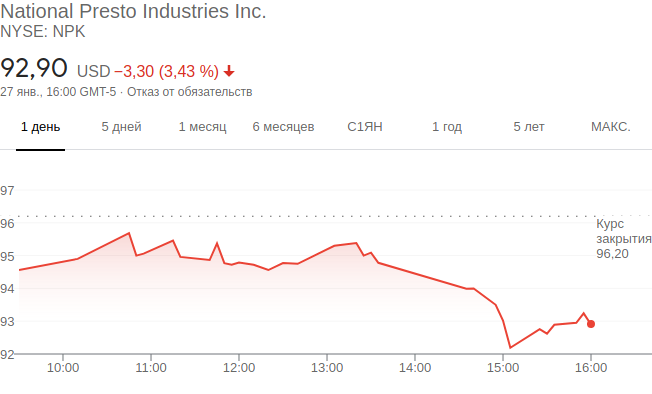 National Presto Industries Inc.
NYSE: NPK
92,90 USD −3,30 (3,43 %)
27 янв., 16:00 GMT-5 · Отказ от обязательств
1 день 5 дней 1 месяц 6 месяцев С1ЯН 1 год 5 лет МАКС.
97
96
95
94
93
92
Курс
закрытия
96,20
10:00 11:00 12:00 13:00 14:00 15:00 16:00